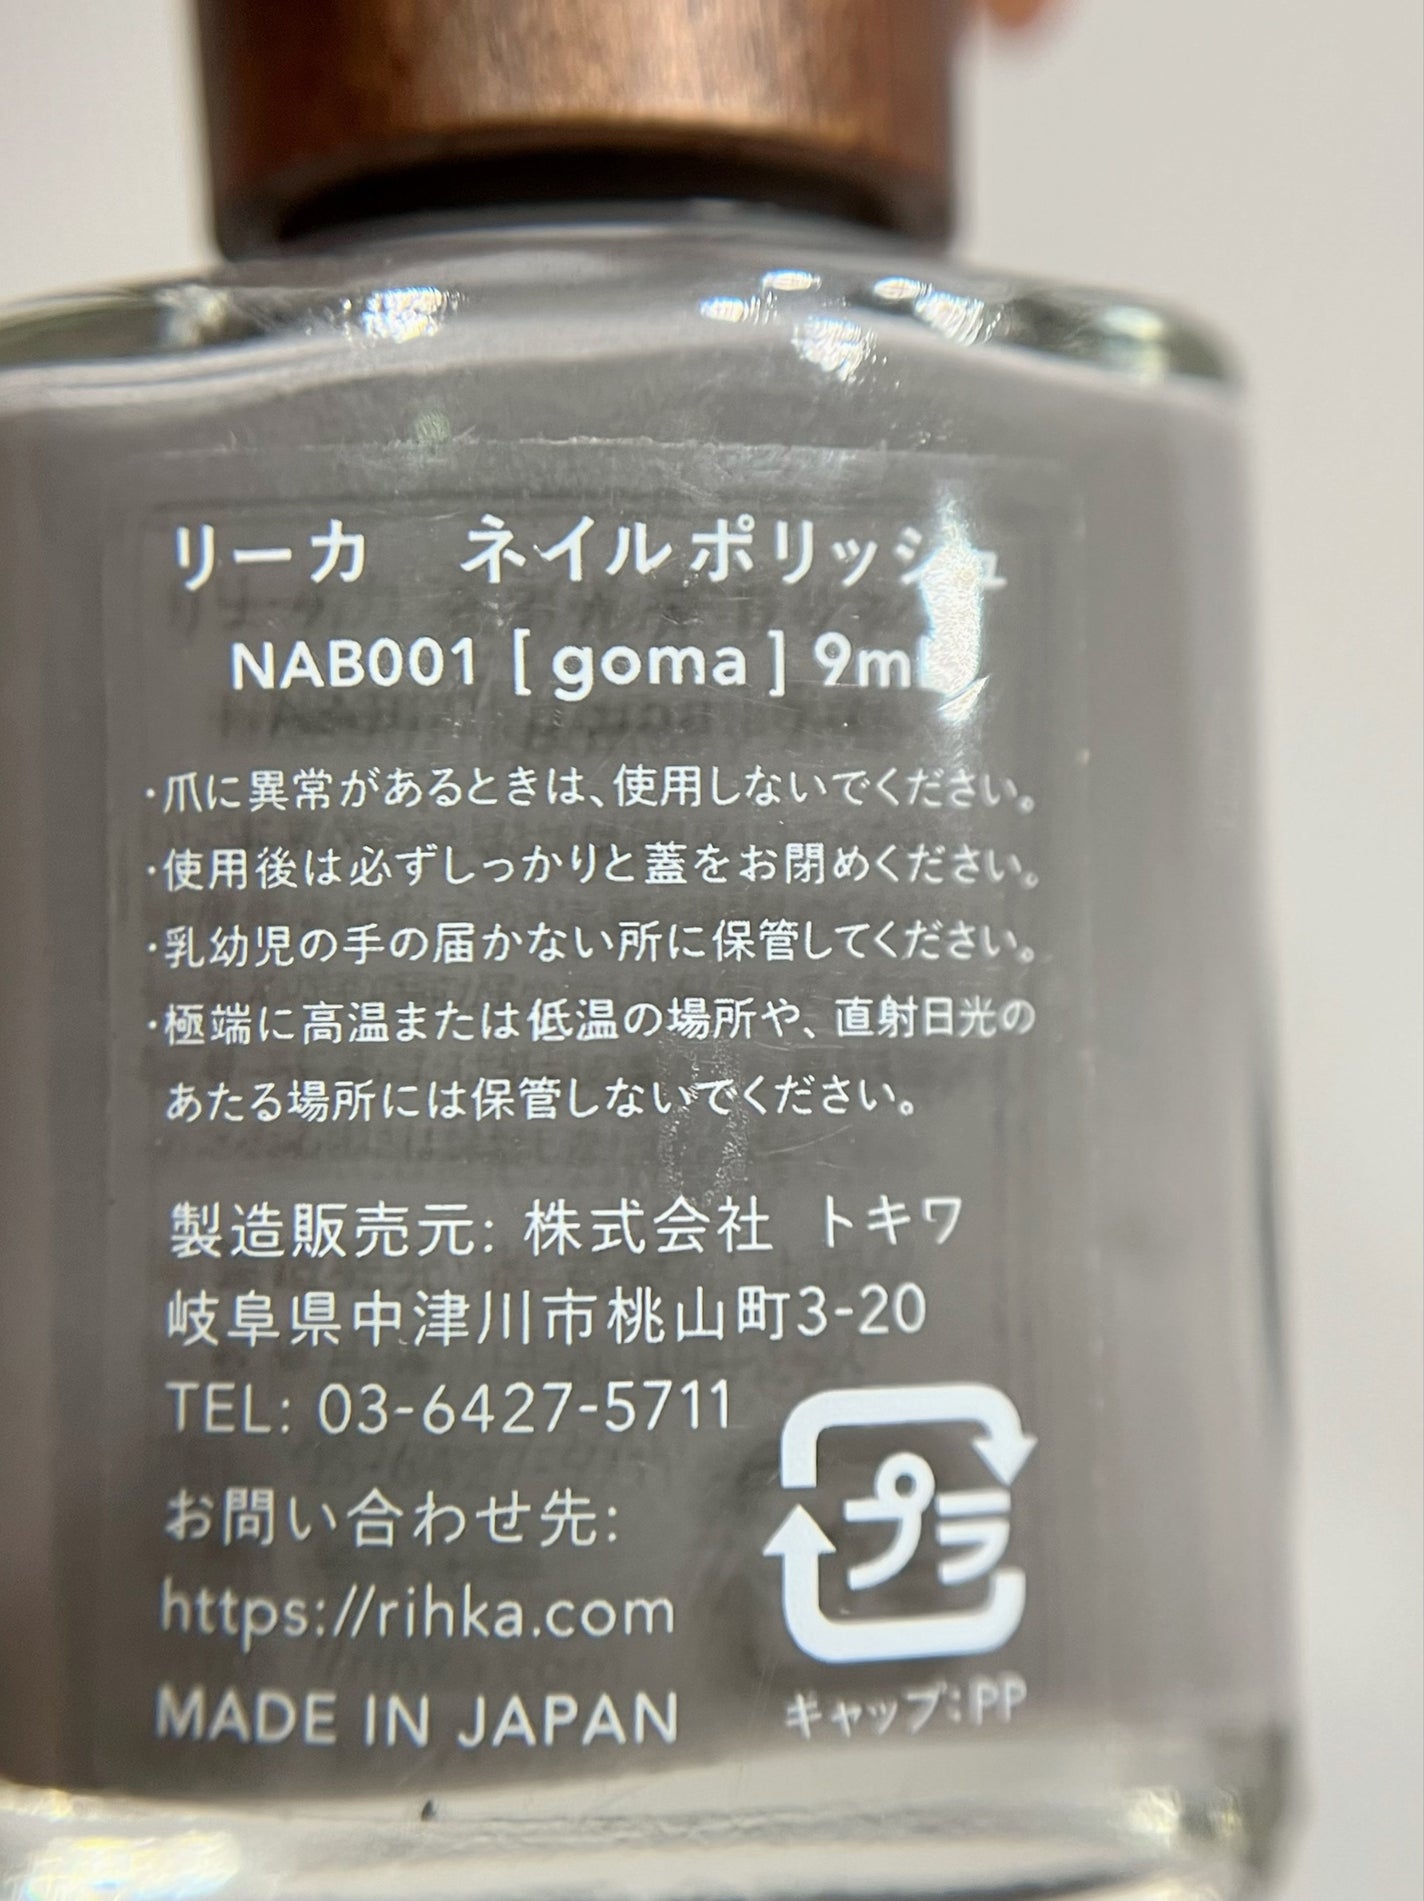 リーカ　ネイルポリッシュ
NAB001 [ goma ] 9ml
・爪に異常があるときは、使用しないでください。
・使用後は必ずしっかりと蓋をお閉めください。
・乳幼児の手の届かない所に保管してください。
・極端に高温または低温の場所や、直射日光の
あたる場所には保管しないでください。
製造販売元: 株式会社 トキワ
岐阜県中津川市桃山町3-20
TEL: 03-6427-5711
お問い合わせ先:
https://rihka.com
MADE IN JAPAN
プラ
キャップ:PP